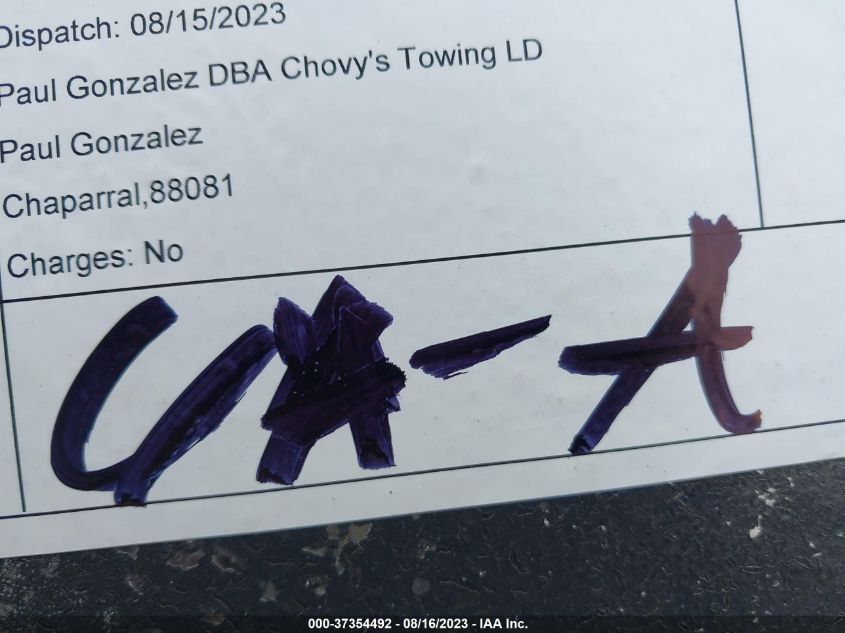 Dispatch: 08/15/2023
Paul Gonzalez DBA Chovy's Towing LD
Paul Gonzalez
Chaparral,88081
Charges: No
000-37354492 - 08/16/2023 - IAA Inc.